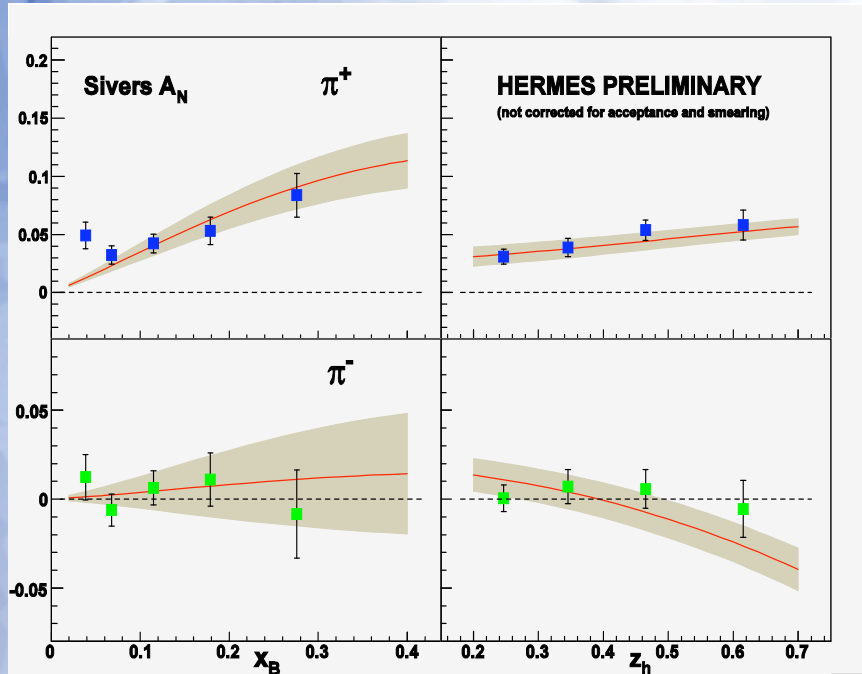 Sivers A_N
π+
HERMES PRELIMINARY
(not corrected for acceptance and smearing)
0.2
0.15
0.1
0.05
0
π-
0.05
0
-0.05
0 0.1 0.2 0.3 0.4
x_B
0.2 0.3 0.4 0.5 0.6 0.7
z_h